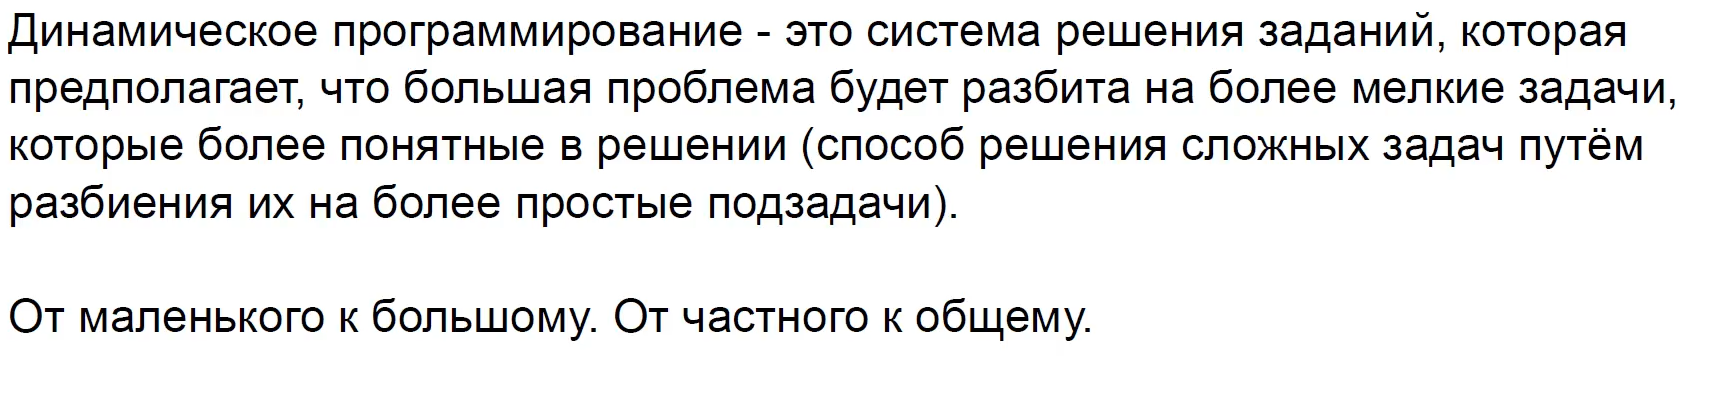 Динамическое программирование - это система решения заданий, которая
предполагает, что большая проблема будет разбита на более мелкие задачи,
которые более понятные в решении (способ решения сложных задач путём
разбиения их на более простые подзадачи).
От маленького к большому. От частного к общему.